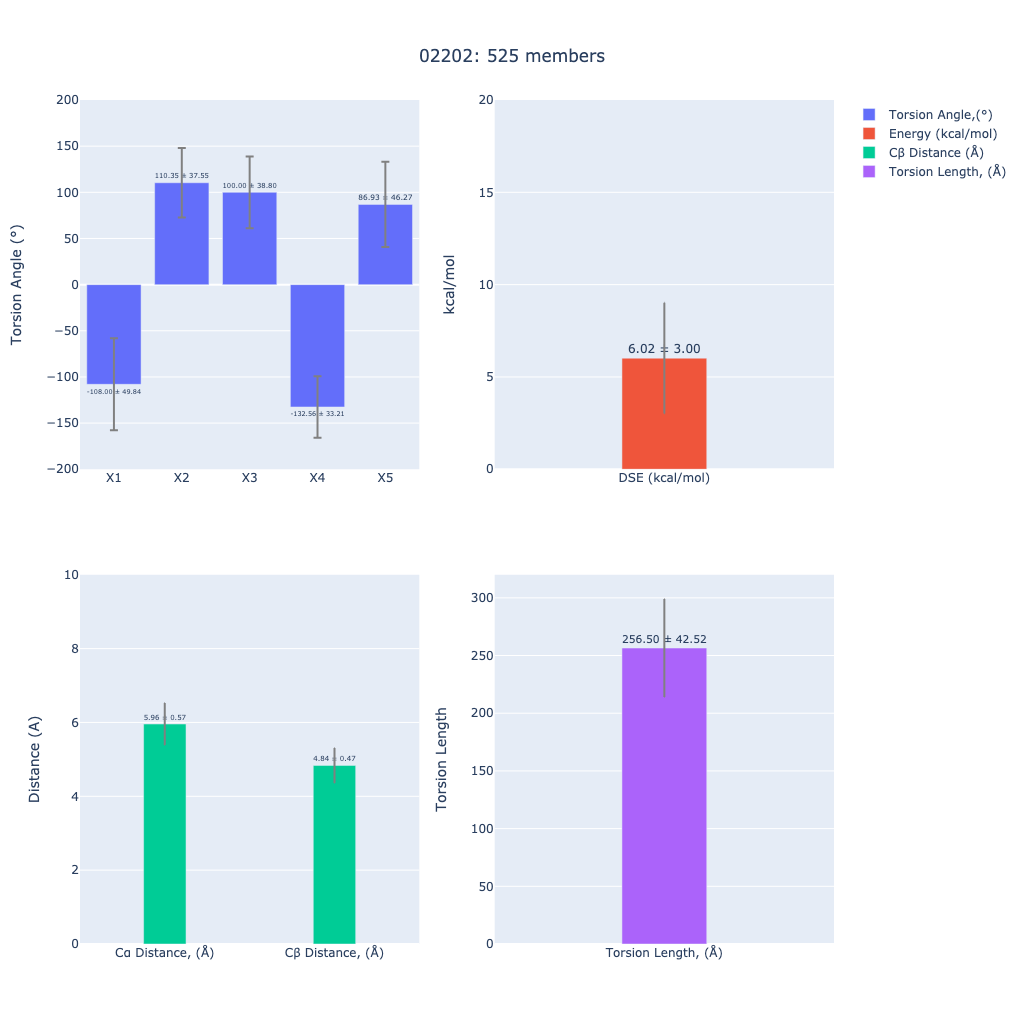 02202: 525 members
200
150
100
50
0
−50
−100
−150
−200
Torsion Angle (°)
110.35 ± 37.55
100.00 ± 38.80
86.93 ± 46.27
-108.00 ± 49.84
-132.56 ± 33.21
X1
X2
X3
X4
X5
20
15
10
5
0
kcal/mol
6.02 ± 3.00
DSE (kcal/mol)
Torsion Angle,(°)
Energy (kcal/mol)
Cβ Distance (Å)
Torsion Length, (Å)
10
8
6
4
2
0
Distance (A)
5.96 ± 0.57
4.84 ± 0.47
Cα Distance, (Å)
Cβ Distance, (Å)
300
250
200
150
100
50
0
Torsion Length
256.50 ± 42.52
Torsion Length, (Å)